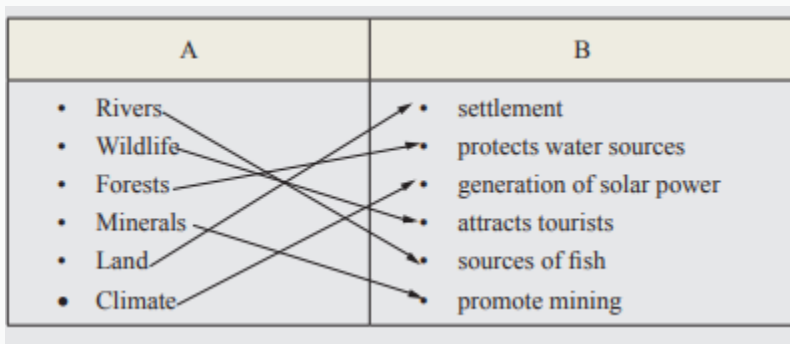 A B
• Rivers • settlement
• Wildlife • protects water sources
• Forests • generation of solar power
• Minerals • attracts tourists
• Land • sources of fish
• Climate • promote mining